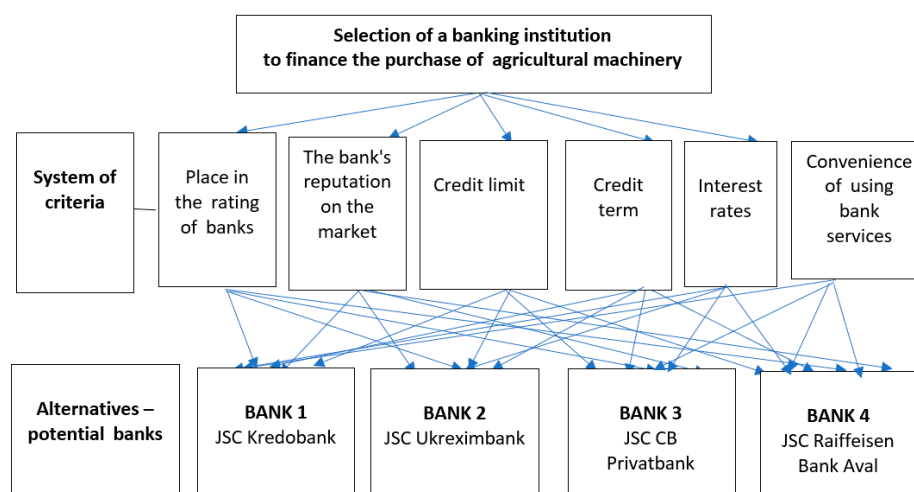 Selection of a banking institution
to finance the purchase of agricultural machinery
System of
criteria
Place in
the rating
of banks
The bank's
reputation
on the
market
Credit limit
Credit
term
Interest
rates
Convenience
of using
bank
services
Alternatives –
potential banks
BANK 1
JSC Kredobank
BANK 2
JSC Ukreximbank
BANK 3
JSC CB
Privatbank
BANK 4
JSC Raiffeisen
Bank Aval